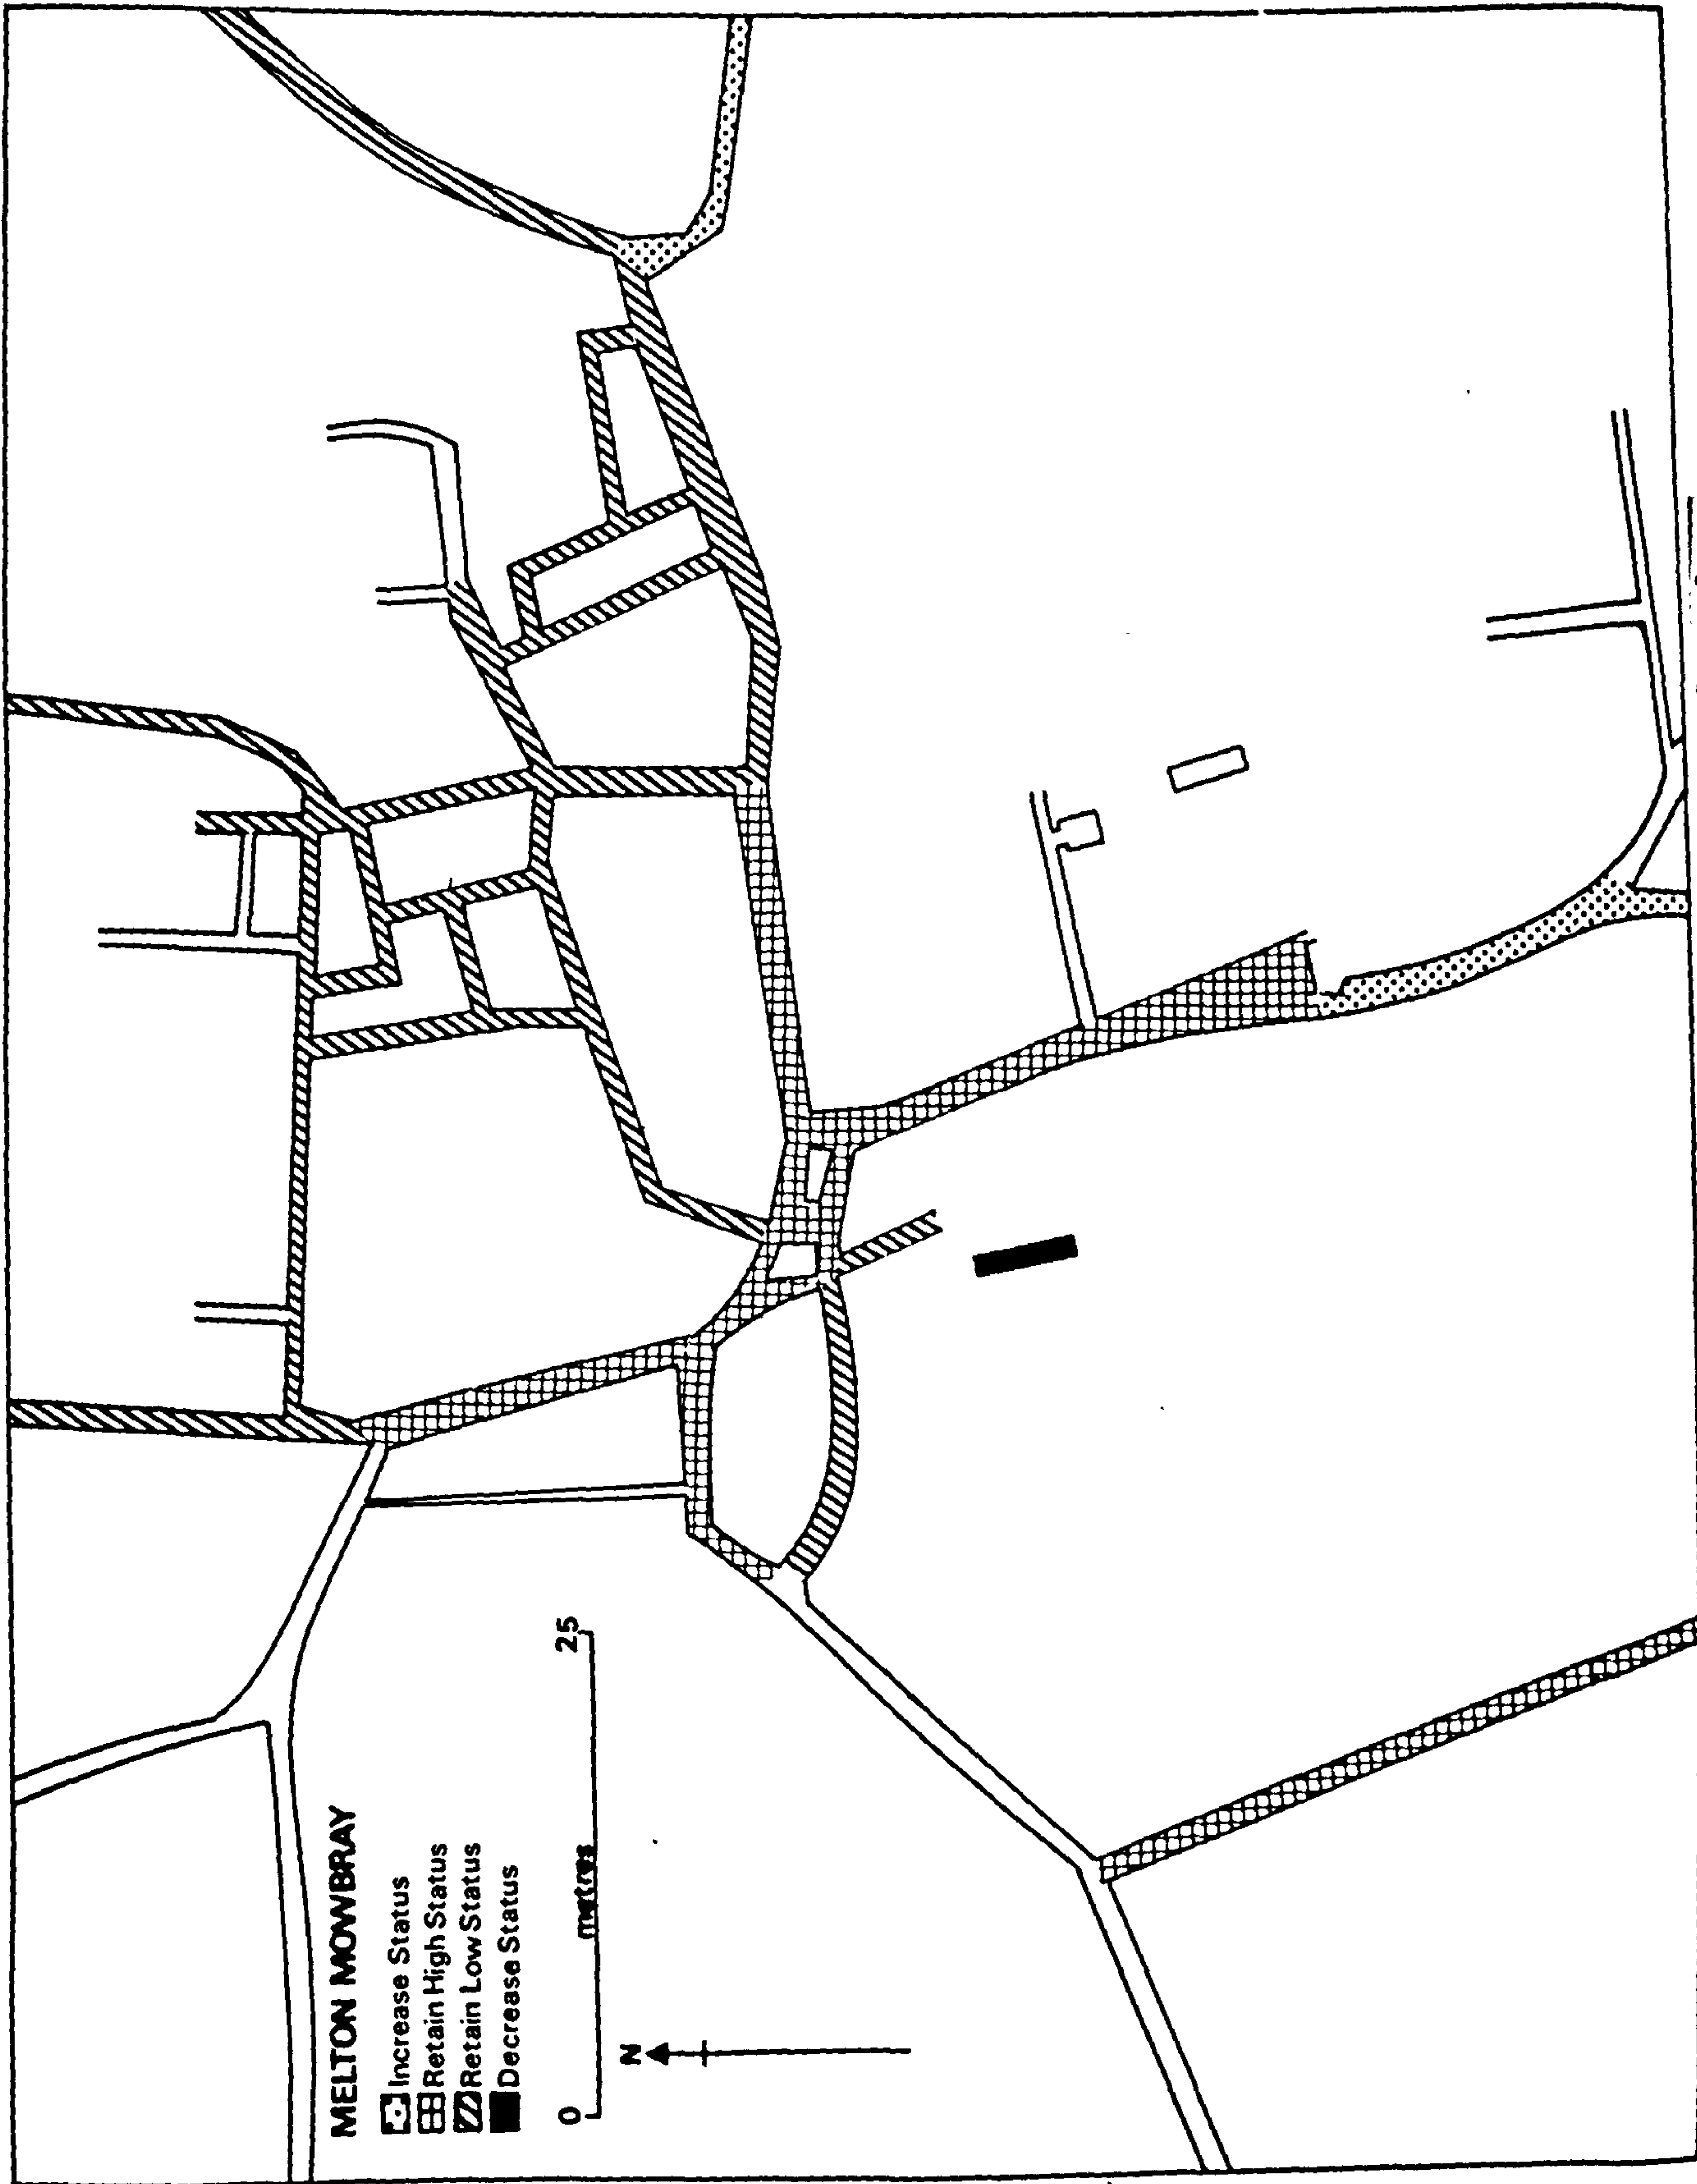 MELTON MOWBRAY
Increase Status
Retain High Status
Retain Low Status
Decrease Status
0 25
metres
N